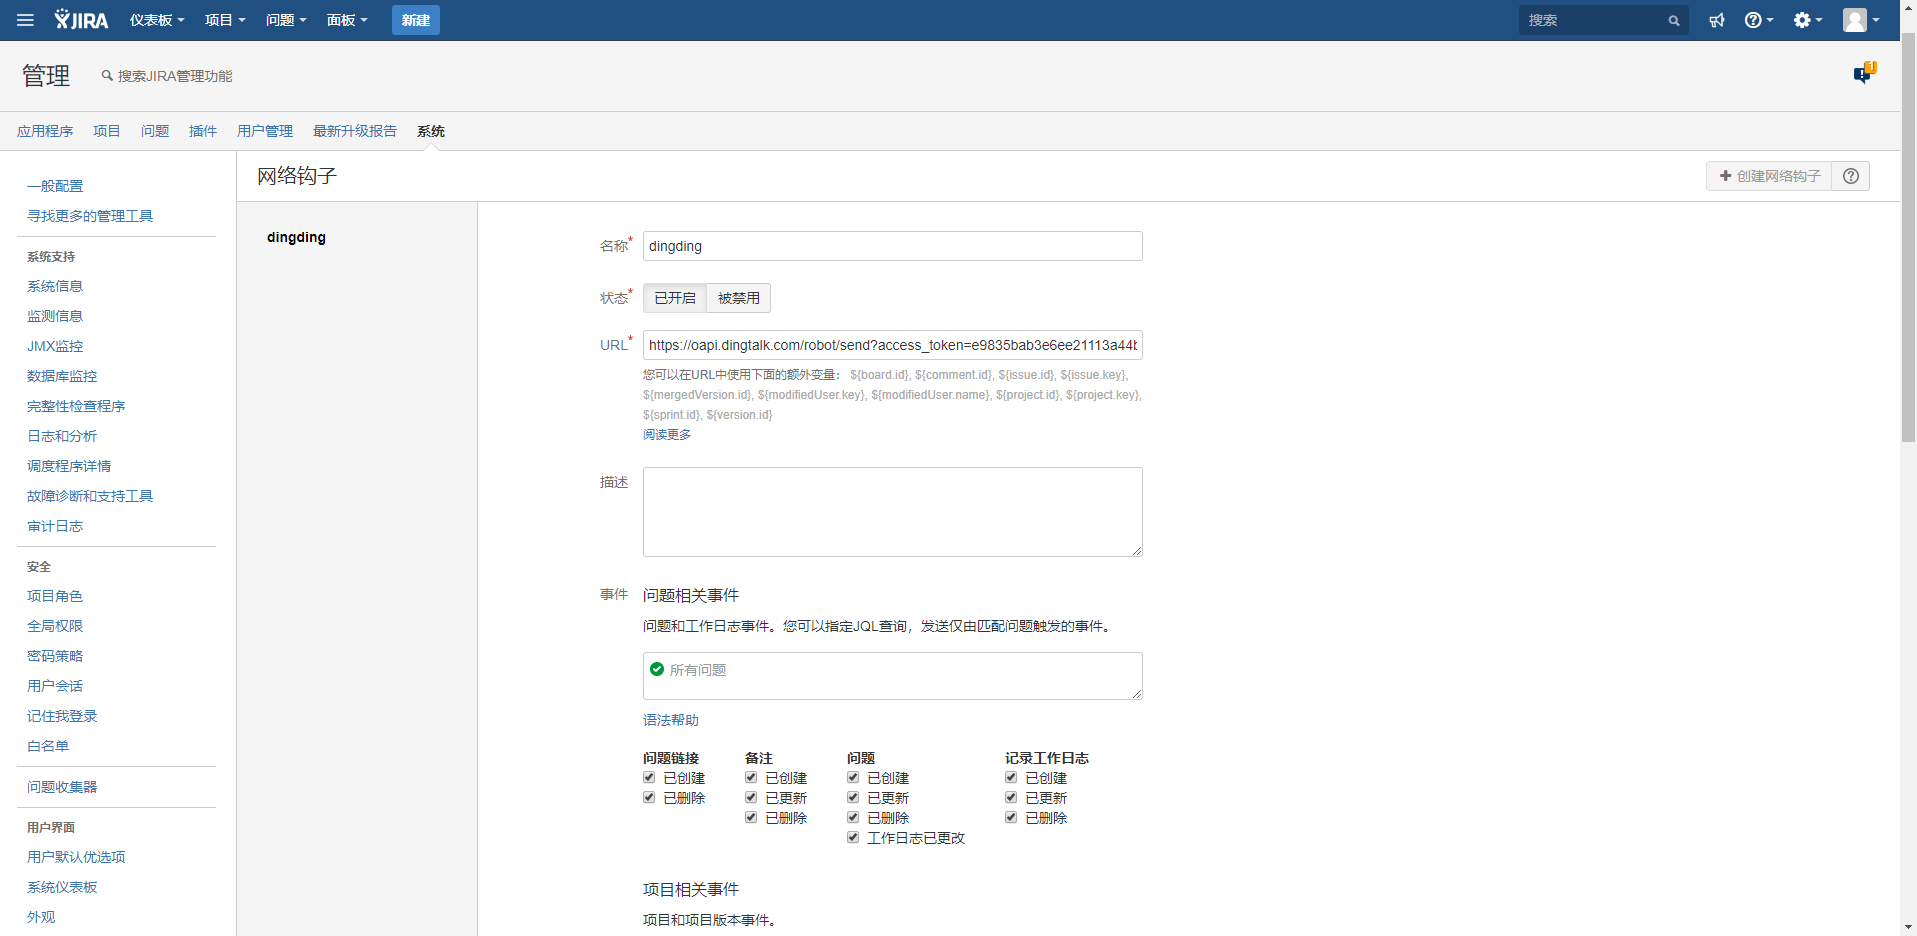 JIRA 仪表板 项目 问题 面板 新建 搜索
管理 搜索JIRA管理功能 1
应用程序 项目 问题 插件 用户管理 最新升级报告 系统
一般配置
寻找更多的管理工具
系统支持
系统信息
监测信息
JMX监控
数据库监控
完整性检查程序
日志和分析
调度程序详情
故障诊断和支持工具
审计日志
安全
项目角色
全局权限
密码策略
用户会话
记住我登录
白名单
问题收集器
用户界面
用户默认优选项
系统仪表板
外观
网络钩子 + 创建网络钩子
dingding
名称* dingding
状态* 已开启 被禁用
URL* https://oapi.dingtalk.com/robot/send?access_token=e9835bab3e6ee21113a44b
您可以在URL中使用下面的额外变量： ${board.id}, ${comment.id}, ${issue.id}, ${issue.key},
${mergedVersion.id}, ${modifiedUser.key}, ${modifiedUser.name}, ${project.id}, ${project.key},
${sprint.id}, ${version.id}
阅读更多
描述
事件 问题相关事件
问题和工作日志事件。您可以指定JQL查询，发送仅由匹配问题触发的事件。
所有问题
语法帮助
问题链接 备注 问题 记录工作日志
已创建 已创建 已创建 已创建
已删除 已更新 已更新 已更新
已删除 已删除 已删除
工作日志已更改
项目相关事件
项目和项目版本事件。